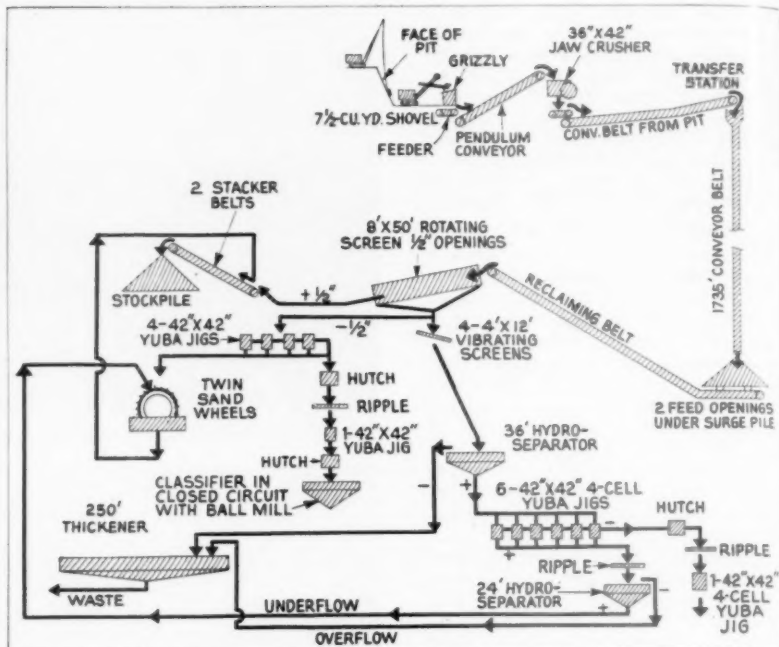 FACE OF
PIT
36"X42"
JAW CRUSHER
GRIZZLY
TRANSFER
STATION
7½-CU.YD. SHOVEL
FEEDER
PENDULUM
CONVEYOR
CONV. BELT FROM PIT
1735' CONVEYOR BELT
2 STACKER
BELTS
8'X50' ROTATING
SCREEN ½" OPENINGS
STOCKPILE
+½"
RECLAIMING BELT
-½"
4-42"X42"
YUBA JIGS
4-4'X12'
VIBRATING
SCREENS
TWIN
SAND
WHEELS
HUTCH
RIPPLE
1-42"X42"
YUBA JIG
HUTCH
CLASSIFIER IN
CLOSED CIRCUIT
WITH BALL MILL
2 FEED OPENINGS
UNDER SURGE PILE
36' HYDRO-
SEPARATOR
+
-
6-42"X42" 4-CELL
YUBA JIGS
-
+
+
HUTCH
RIPPLE
1-42"X42"
4-CELL
YUBA
JIG
250'
THICKENER
RIPPLE
24' HYDRO-
SEPARATOR
-
+
WASTE
UNDERFLOW
OVERFLOW